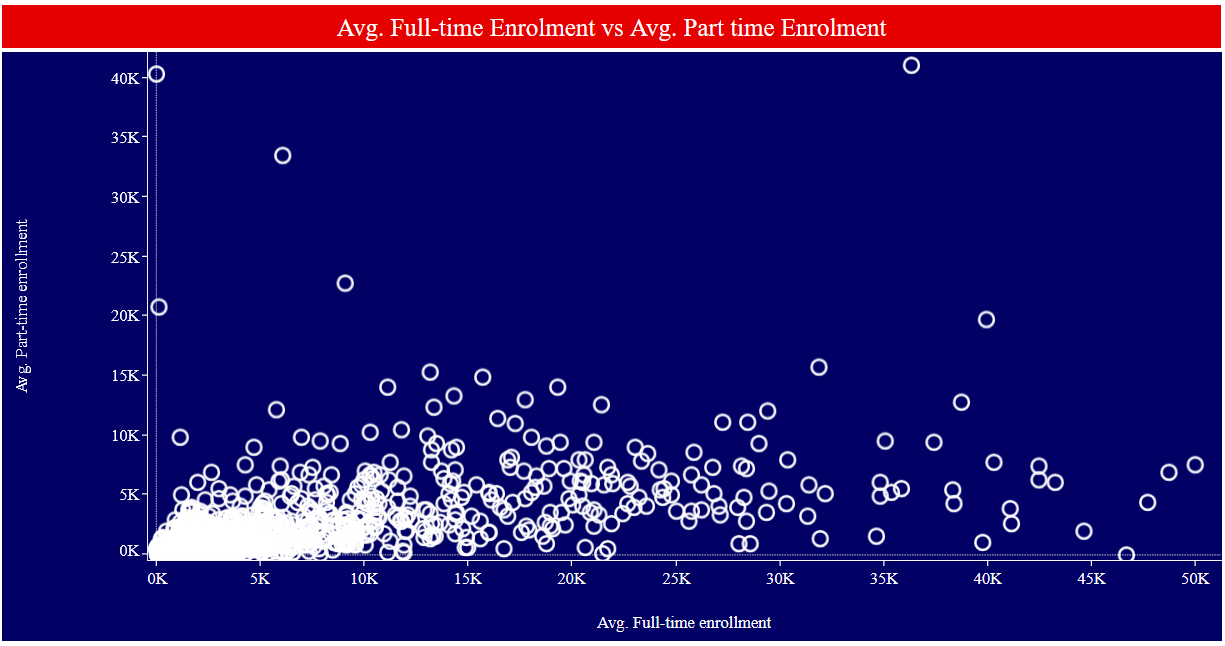 Avg. Full-time Enrolment vs Avg. Part time Enrolment
40K
35K
30K
25K
20K
15K
10K
5K
0K
Avg. Part-time enrollment
0K 5K 10K 15K 20K 25K 30K 35K 40K 45K 50K
Avg. Full-time enrollment